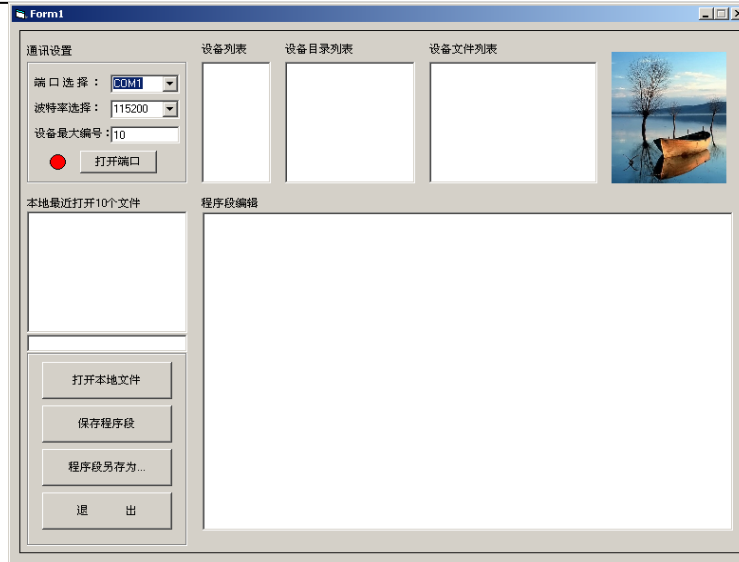 Form1
通讯设置
设备列表
设备目录列表
设备文件列表
端口选择：
COM1
波特率选择：
115200
设备最大编号：
10
打开端口
本地最近打开10个文件
程序段编辑
打开本地文件
保存程序段
程序段另存为...
退 出